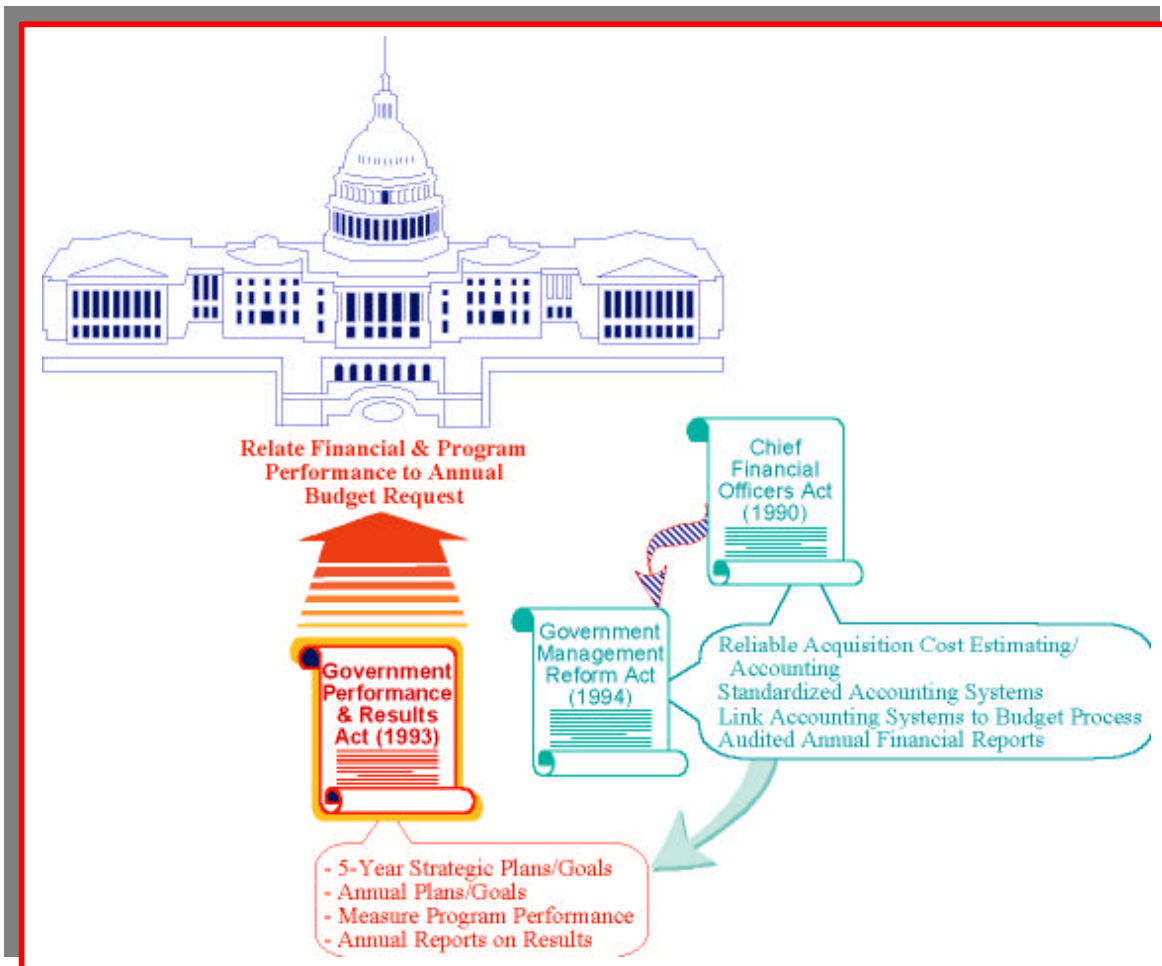 Relate Financial & Program
Performance to Annual
Budget Request
Chief
Financial
Officers Act
(1990)
Government
Management
Reform Act
(1994)
Reliable Acquisition Cost Estimating/
Accounting
Standardized Accounting Systems
Link Accounting Systems to Budget Process
Audited Annual Financial Reports
Government
Performance
& Results
Act (1993)
- 5-Year Strategic Plans/Goals
- Annual Plans/Goals
- Measure Program Performance
- Annual Reports on Results